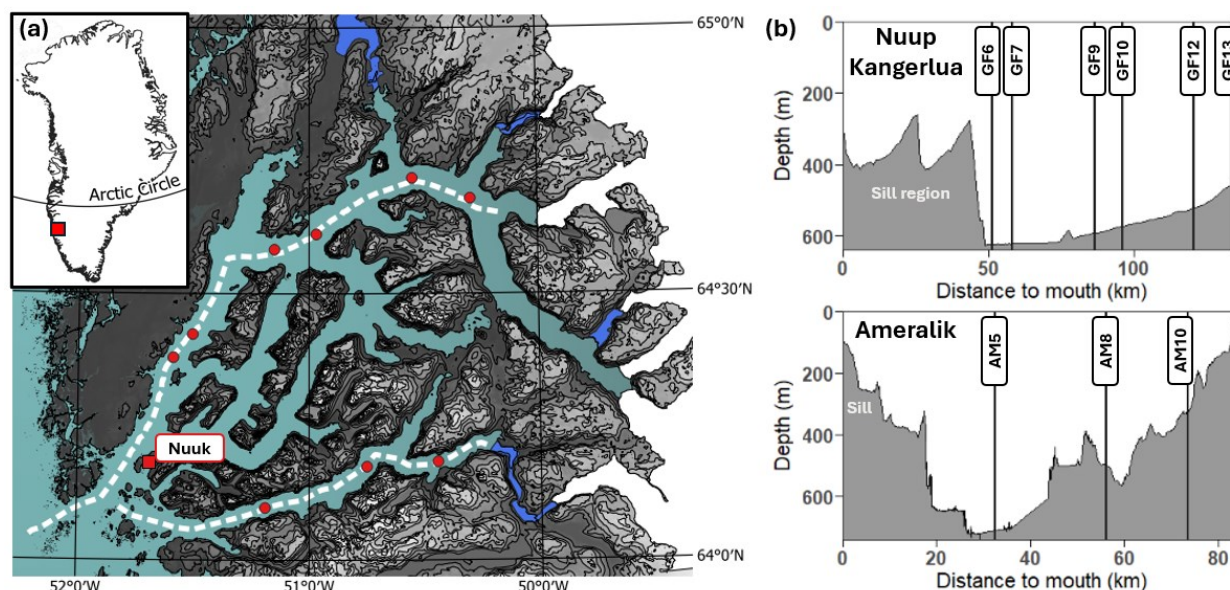 (a)
Arctic Circle
Nuuk
65°0'N
64°30'N
64°0'N
52°0'W
51°0'W
50°0'W
(b)
Nuup
Kangerlua
GF6
GF7
GF9
GF10
GF12
GF13
Sill region
Depth (m)
0
200
400
600
0
50
100
Distance to mouth (km)
Ameralik
AM5
AM8
AM10
Sill
Depth (m)
0
200
400
600
0
20
40
60
80
Distance to mouth (km)